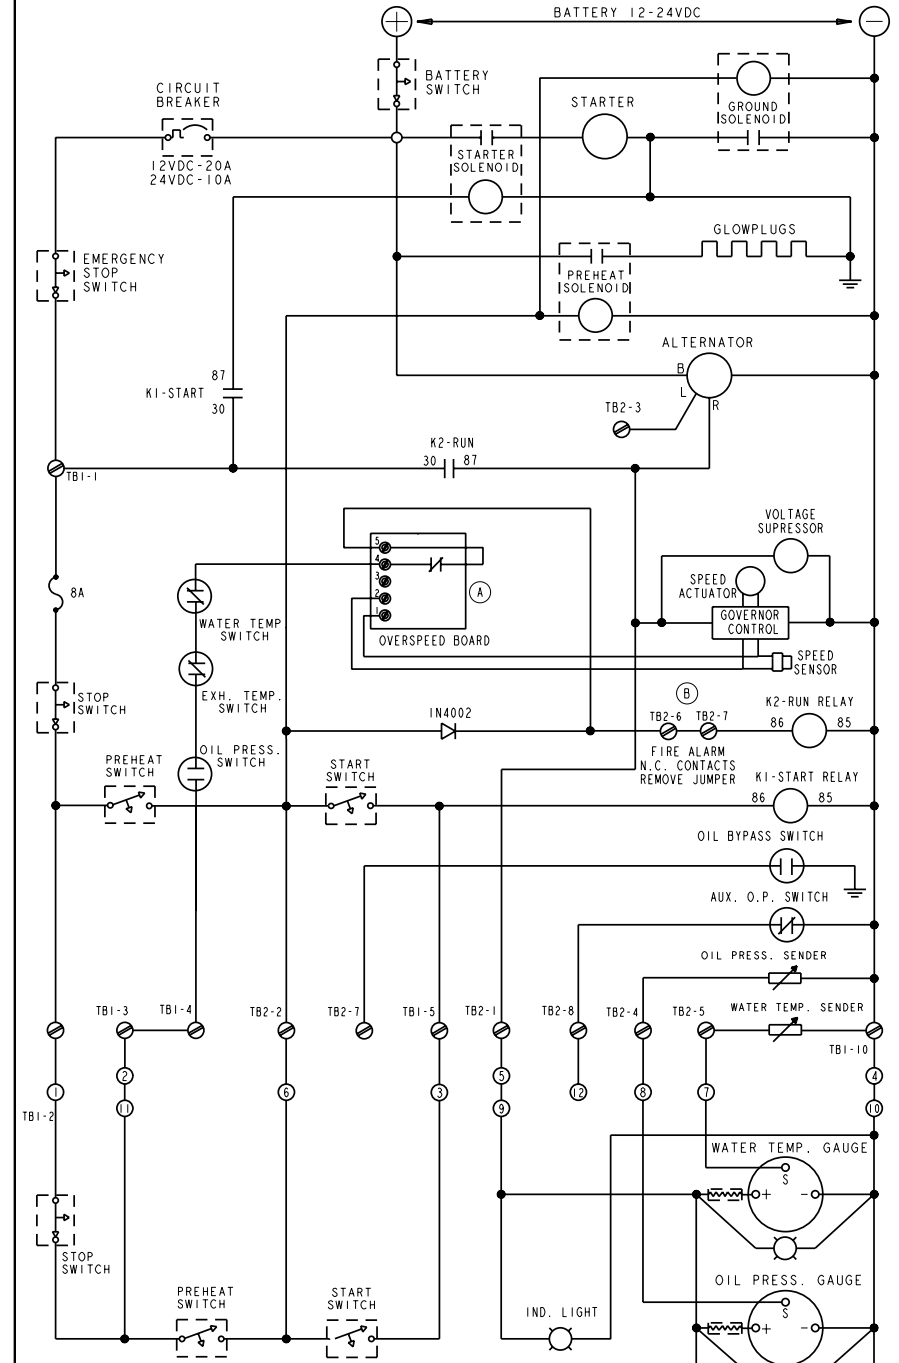 BATTERY 12-24VDC
+
−
BATTERY
SWITCH
CIRCUIT
BREAKER
12VDC-20A
24VDC-10A
STARTER
GROUND
SOLENOID
STARTER
SOLENOID
EMERGENCY
STOP
SWITCH
GLOWPLUGS
PREHEAT
SOLENOID
ALTERNATOR
B
L
R
TB2-3
87
K1-START
30
K2-RUN
30 87
TB1-1
VOLTAGE
SUPRESSOR
SPEED
ACTUATOR
GOVERNOR
CONTROL
SPEED
SENSOR
8A
5
4
3
2
1
A
OVERSPEED BOARD
WATER TEMP
SWITCH
EXH. TEMP.
SWITCH
STOP
SWITCH
OIL PRESS.
SWITCH
1N4002
B
TB2-6 TB2-7
FIRE ALARM
N.C. CONTACTS
REMOVE JUMPER
K2-RUN RELAY
86 85
PREHEAT
SWITCH
START
SWITCH
K1-START RELAY
86 85
OIL BYPASS SWITCH
AUX. O.P. SWITCH
OIL PRESS. SENDER
WATER TEMP. SENDER
TB1-3
TB1-4
TB2-2
TB2-7
TB1-5
TB2-1
TB2-8
TB2-4
TB2-5
TB1-10
1
2
11
6
3
5
9
12
8
7
4
10
TB1-2
WATER TEMP. GAUGE
S
+ −
STOP
SWITCH
PREHEAT
SWITCH
START
SWITCH
IND. LIGHT
OIL PRESS. GAUGE
S
+ −